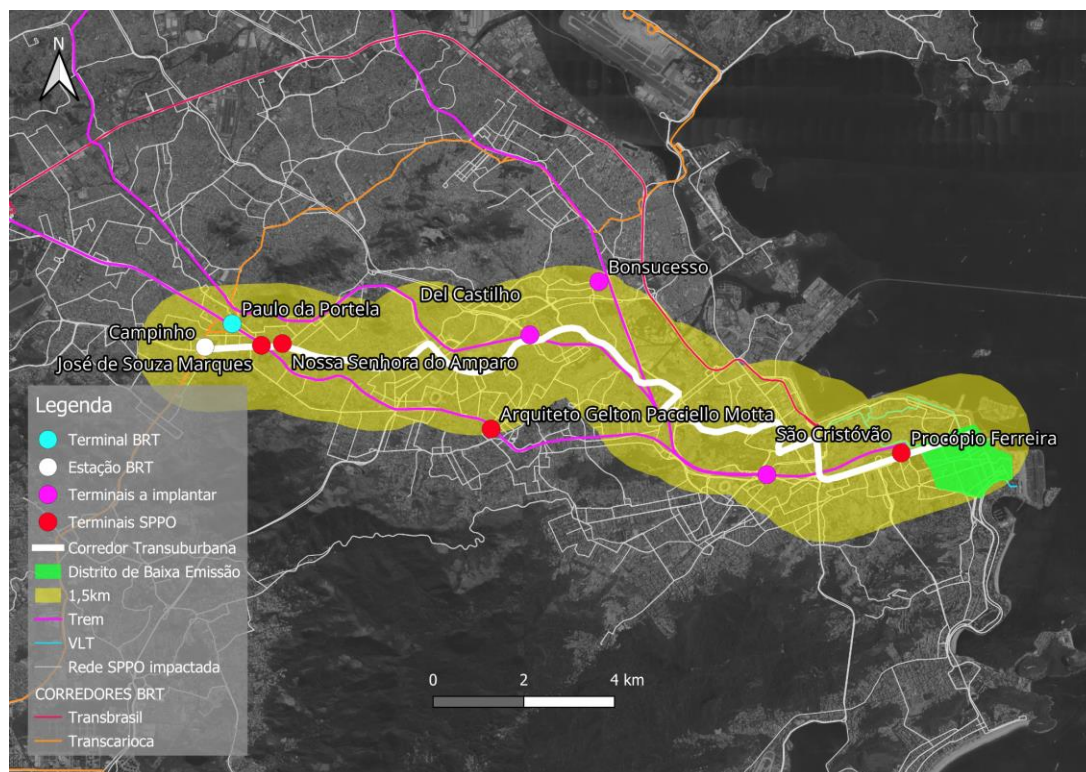 N
Bonsucesso
Del Castilho
Paulo da Portela
Campinho
José de Souza Marques
Nossa Senhora do Amparo
Arquiteto Gelton Pacciello Motta
São Cristóvão
Procópio Ferreira
Legenda
Terminal BRT
Estação BRT
Terminais a implantar
Terminais SPPO
Corredor Transuburbana
Distrito de Baixa Emissão
1,5km
Trem
VLT
Rede SPPO impactada
CORREDORES BRT
Transbrasil
Transcarioca
0 2 4 km